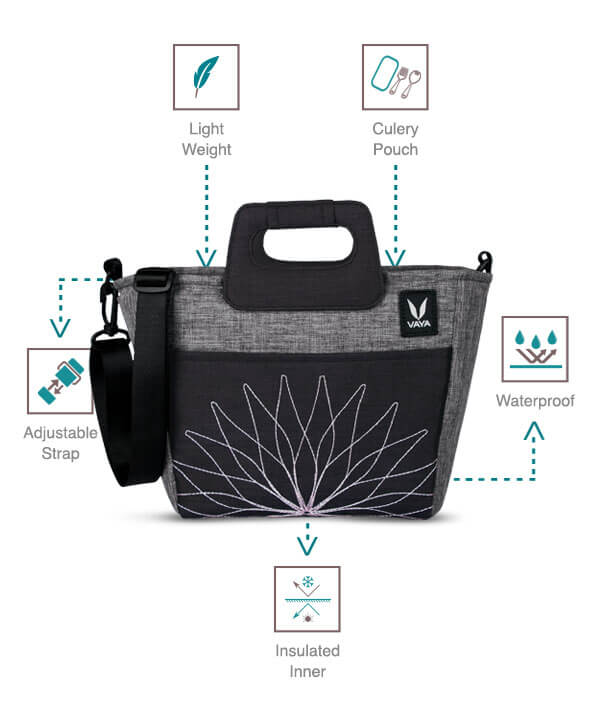 Light
Weight
Culery
Pouch
VAYA
Adjustable
Strap
Waterproof
Insulated
Inner